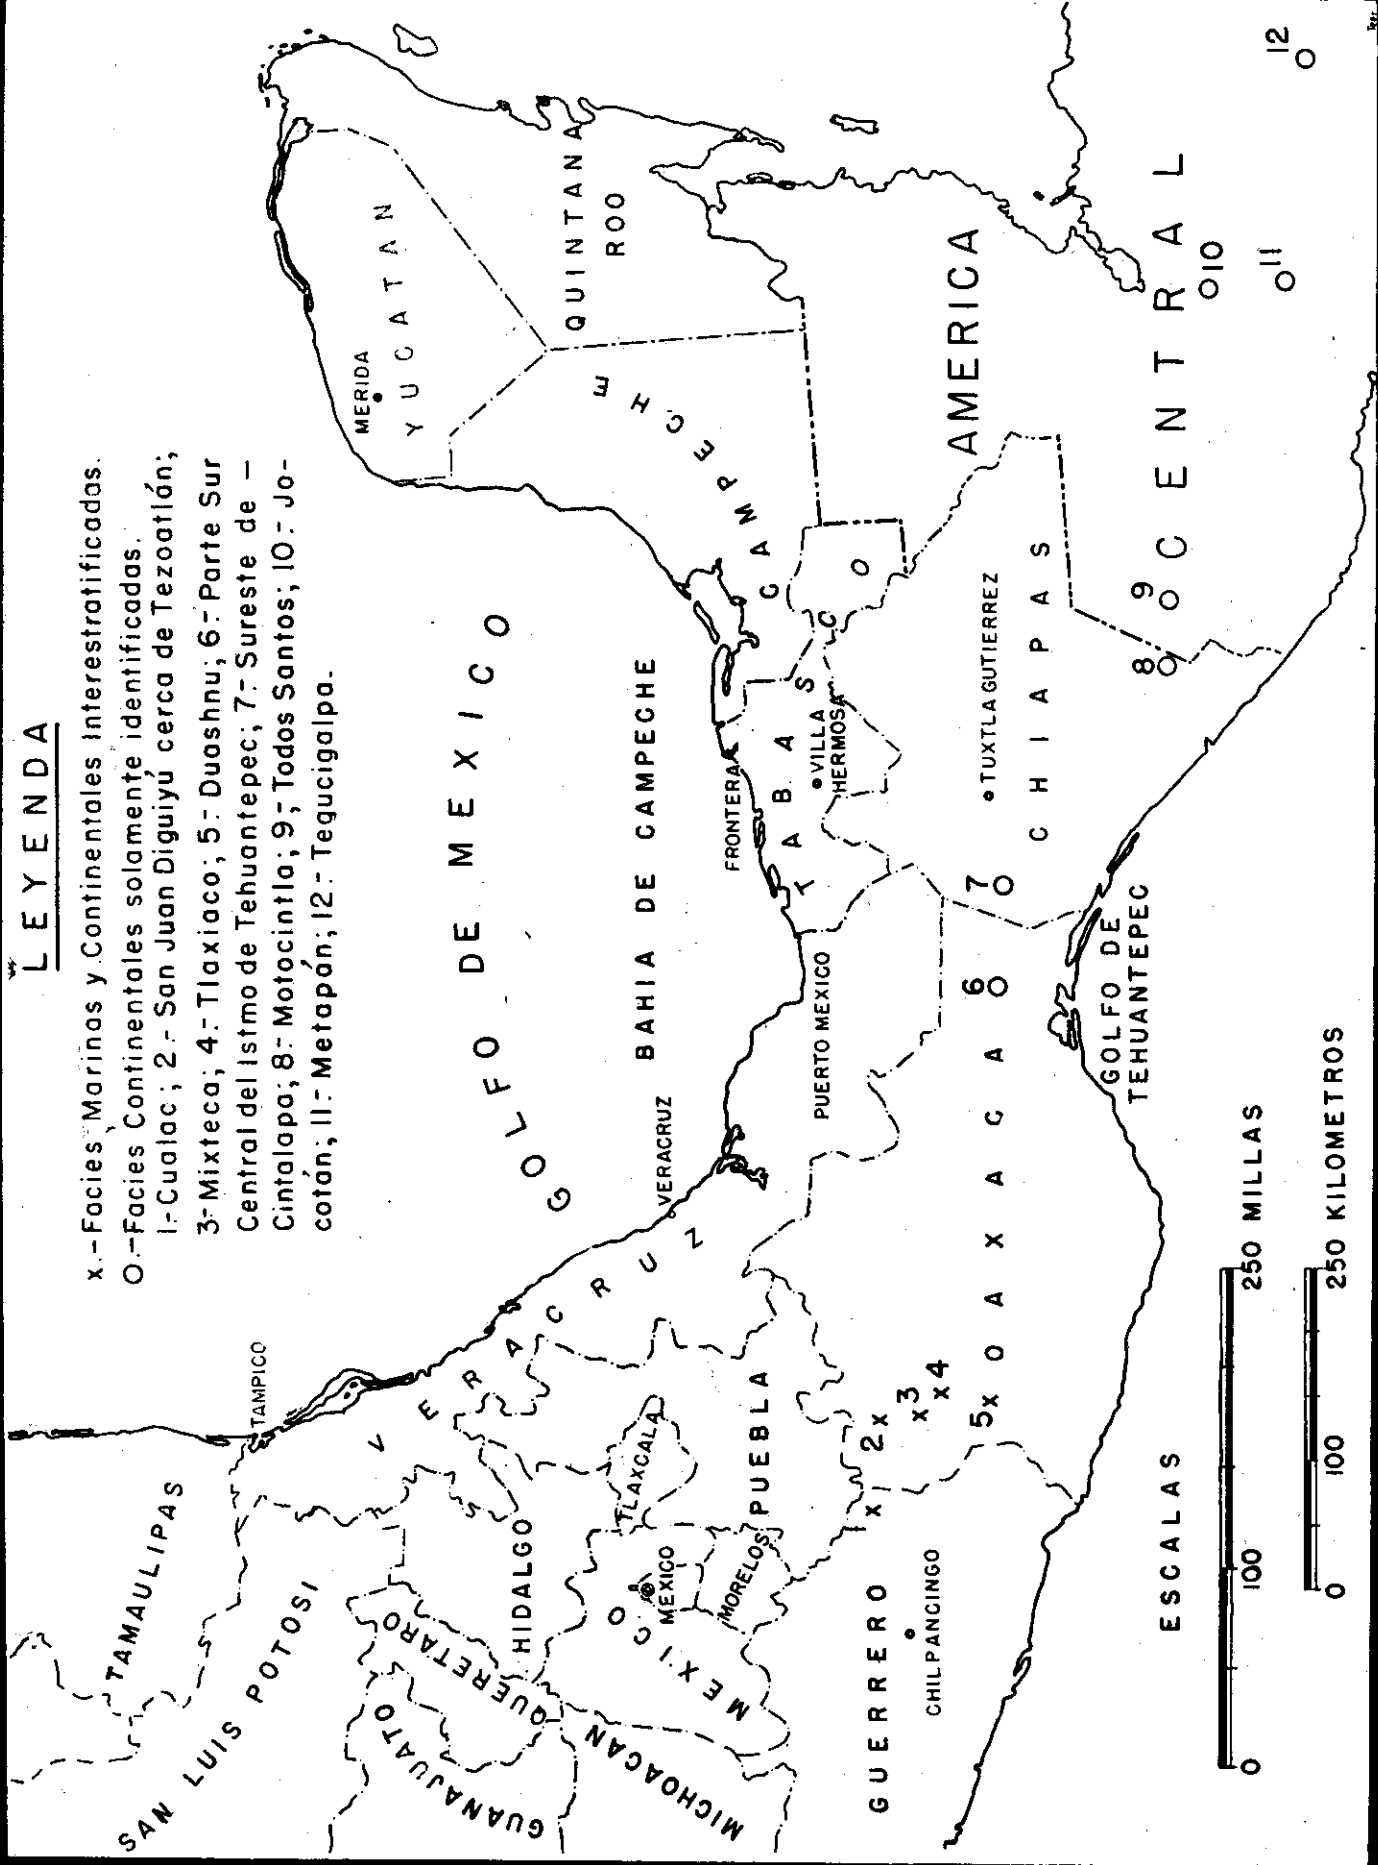 LEYENDA
x.-Facies Marinas y Continentales Interestratificadas.
O.-Facies Continentales solamente identificadas.
1.-Cualac; 2.- San Juan Diguiyú cerca de Tezoatlán;
3.-Mixteca; 4.- Tlaxiaco; 5.- Duashnu; 6.- Parte Sur
Central del Istmo de Tehuantepec; 7.- Sureste de -
Cintalapa; 8.- Motocintla; 9.- Todos Santos; 10.- Jo-
cotán; 11.- Metapán; 12.- Tegucigalpa.
TAMAULIPAS
TAMPICO
SAN LUIS POTOSI
GOLFO DE MEXICO
MERIDA
YUCATAN
QUINTANA
ROO
VERACRUZ
QUERETARO
GUANAJUATO
HIDALGO
MICHOACAN
MEXICO
MEXICO
TLAXCALA
MORELOS
PUEBLA
VERACRUZ
BAHIA DE CAMPECHE
CAMPECHE
FRONTERA
TABASCO
VILLA
HERMOSA
PUERTO MEXICO
GUERRERO
CHILPANCINGO
1x
2x
x3
x4
5x
OAXACA
6
7
TUXTLA GUTIERREZ
CHIAPAS
8
9
AMERICA
CENTRAL
10
11
12
GOLFO DE
TEHUANTEPEC
ESCALAS
0 100 250 MILLAS
0 100 250 KILOMETROS